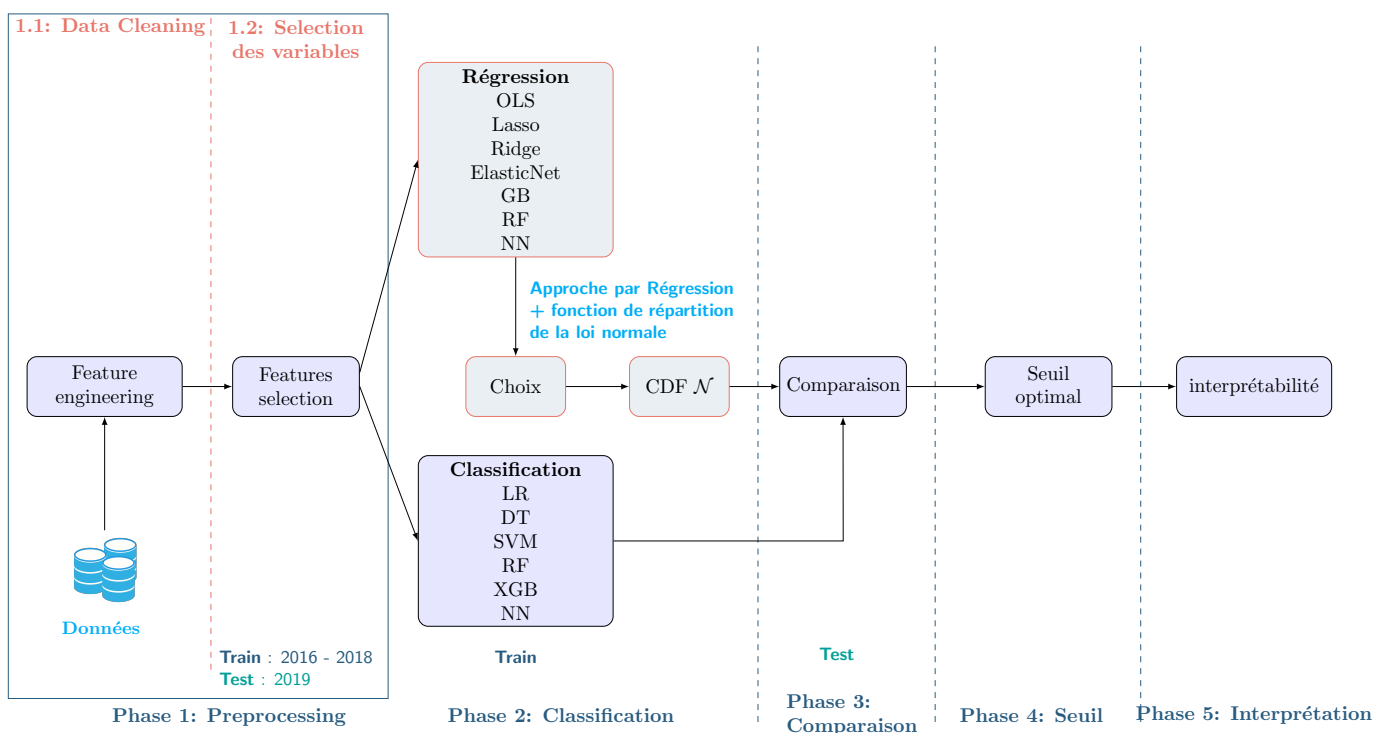 1.1: Data Cleaning
1.2: Selection
des variables
Régression
OLS
Lasso
Ridge
ElasticNet
GB
RF
NN
Approche par Régression
+ fonction de répartition
de la loi normale
Feature
engineering
Features
selection
Choix
CDF 𝒩
Comparaison
Seuil
optimal
interprétabilité
Classification
LR
DT
SVM
RF
XGB
NN
Données
Train : 2016 - 2018
Test : 2019
Train
Test
Phase 1: Preprocessing
Phase 2: Classification
Phase 3:
Comparaison
Phase 4: Seuil
Phase 5: Interprétation